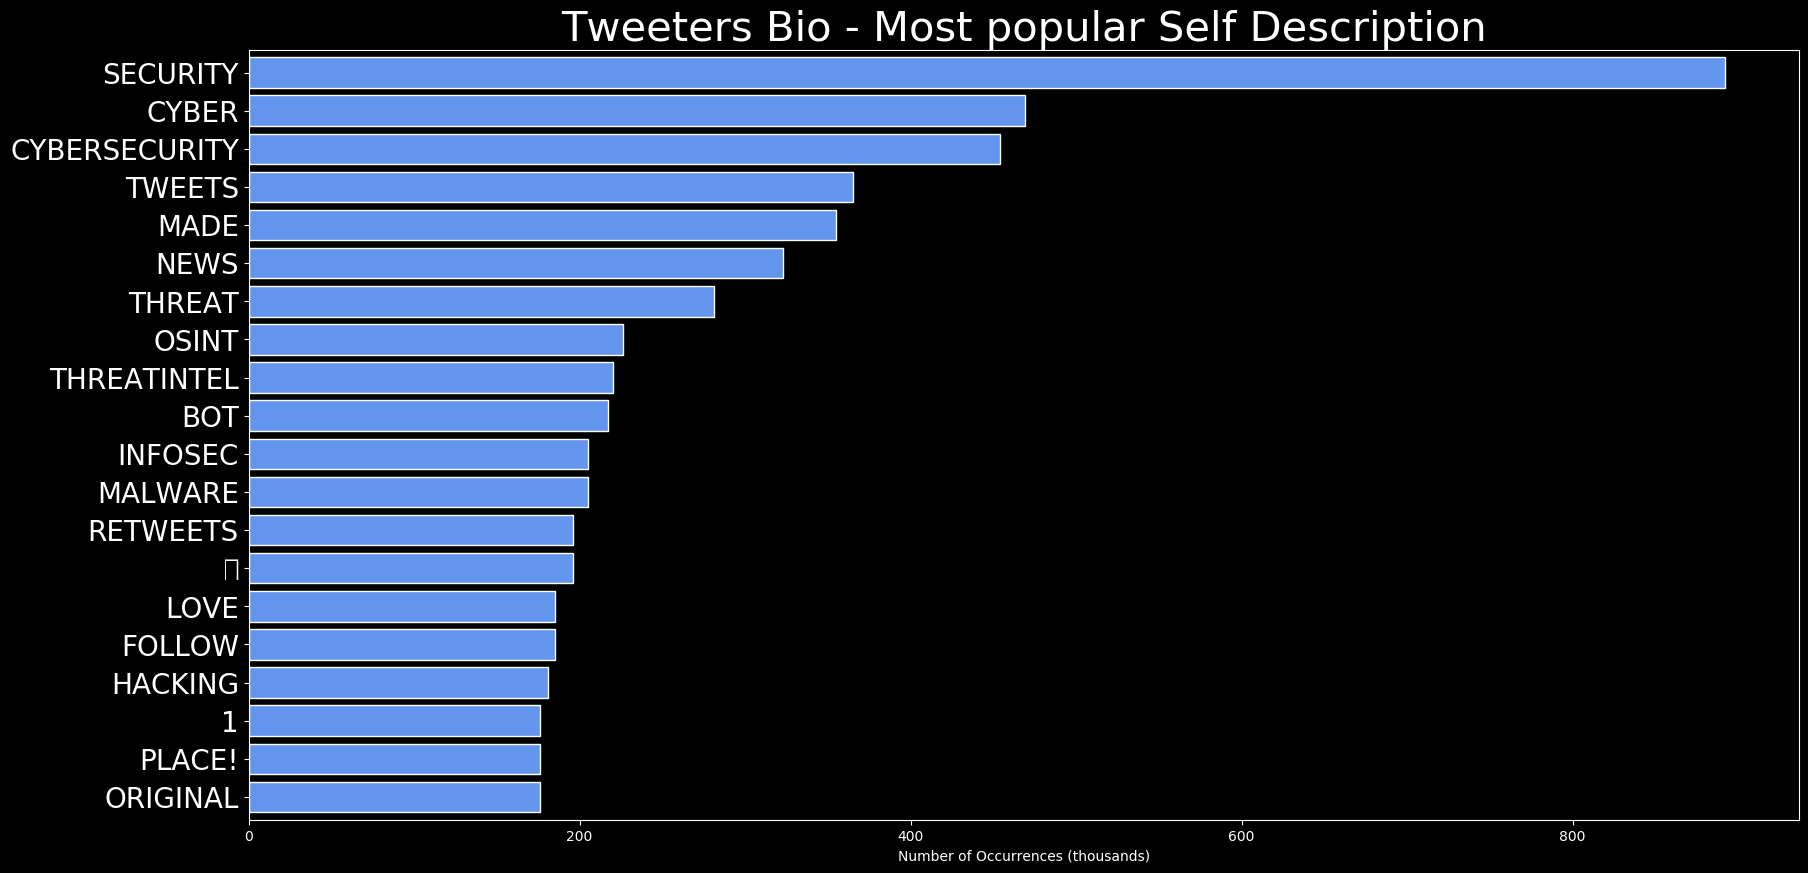 Tweeters Bio - Most popular Self Description
SECURITY
CYBER
CYBERSECURITY
TWEETS
MADE
NEWS
THREAT
OSINT
THREATINTEL
BOT
INFOSEC
MALWARE
RETWEETS
LOVE
FOLLOW
HACKING
1
PLACE!
ORIGINAL
0 200 400 600 800
Number of Occurrences (thousands)